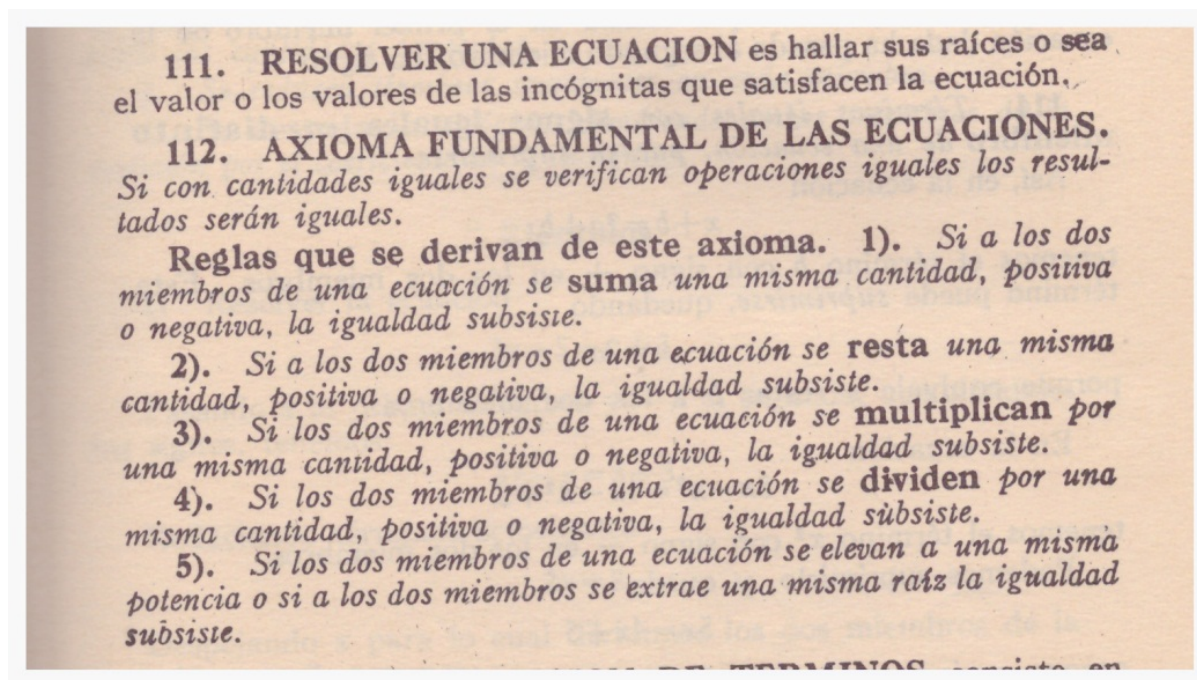 111. RESOLVER UNA ECUACION es hallar sus raíces o sea
el valor o los valores de las incógnitas que satisfacen la ecuación.
112. AXIOMA FUNDAMENTAL DE LAS ECUACIONES.
Si con cantidades iguales se verifican operaciones iguales los resul-
tados serán iguales.
Reglas que se derivan de este axioma. 1). Si a los dos
miembros de una ecuación se suma una misma cantidad, positiva
o negativa, la igualdad subsiste.
2). Si a los dos miembros de una ecuación se resta una misma
cantidad, positiva o negativa, la igualdad subsiste.
3). Si los dos miembros de una ecuación se multiplican por
una misma cantidad, positiva o negativa, la igualdad subsiste.
4). Si los dos miembros de una ecuación se dividen por una
misma cantidad, positiva o negativa, la igualdad subsiste.
5). Si los dos miembros de una ecuación se elevan a una misma
potencia o si a los dos miembros se extrae una misma raíz la igualdad
subsiste.
DE TERMINOS consiste en